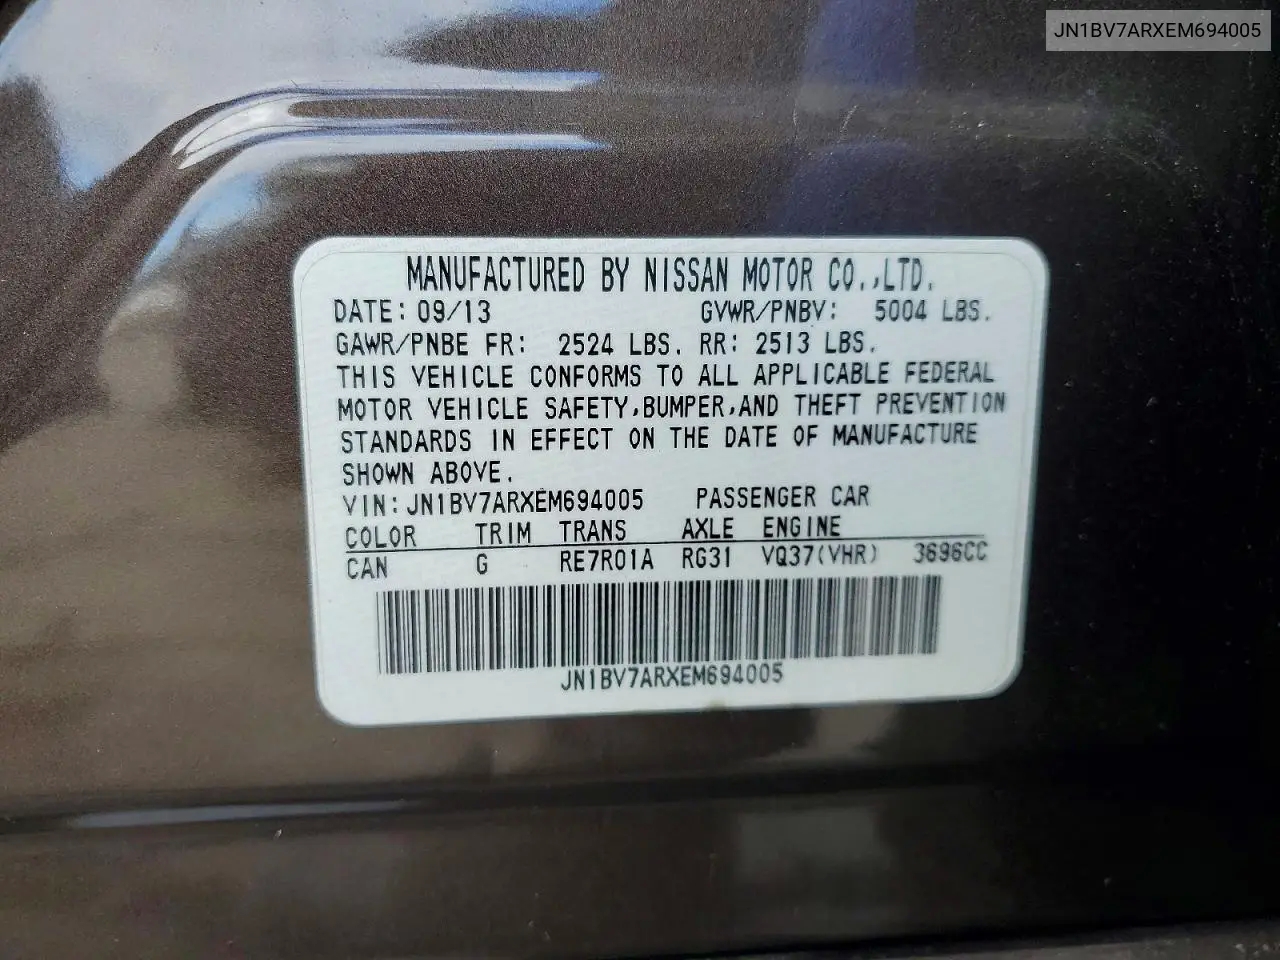 JN1BV7ARXEM694005
MANUFACTURED BY NISSAN MOTOR CO.,LTD.
DATE: 09/13 GVWR/PNBV: 5004 LBS.
GAWR/PNBE FR: 2524 LBS. RR: 2513 LBS.
THIS VEHICLE CONFORMS TO ALL APPLICABLE FEDERAL
MOTOR VEHICLE SAFETY,BUMPER,AND THEFT PREVENTION
STANDARDS IN EFFECT ON THE DATE OF MANUFACTURE
SHOWN ABOVE.
VIN:JN1BV7ARXEM694005 PASSENGER CAR
COLOR TRIM TRANS AXLE ENGINE
CAN G RE7R01A RG31 VQ37(VHR) 3696CC
JN1BV7ARXEM694005